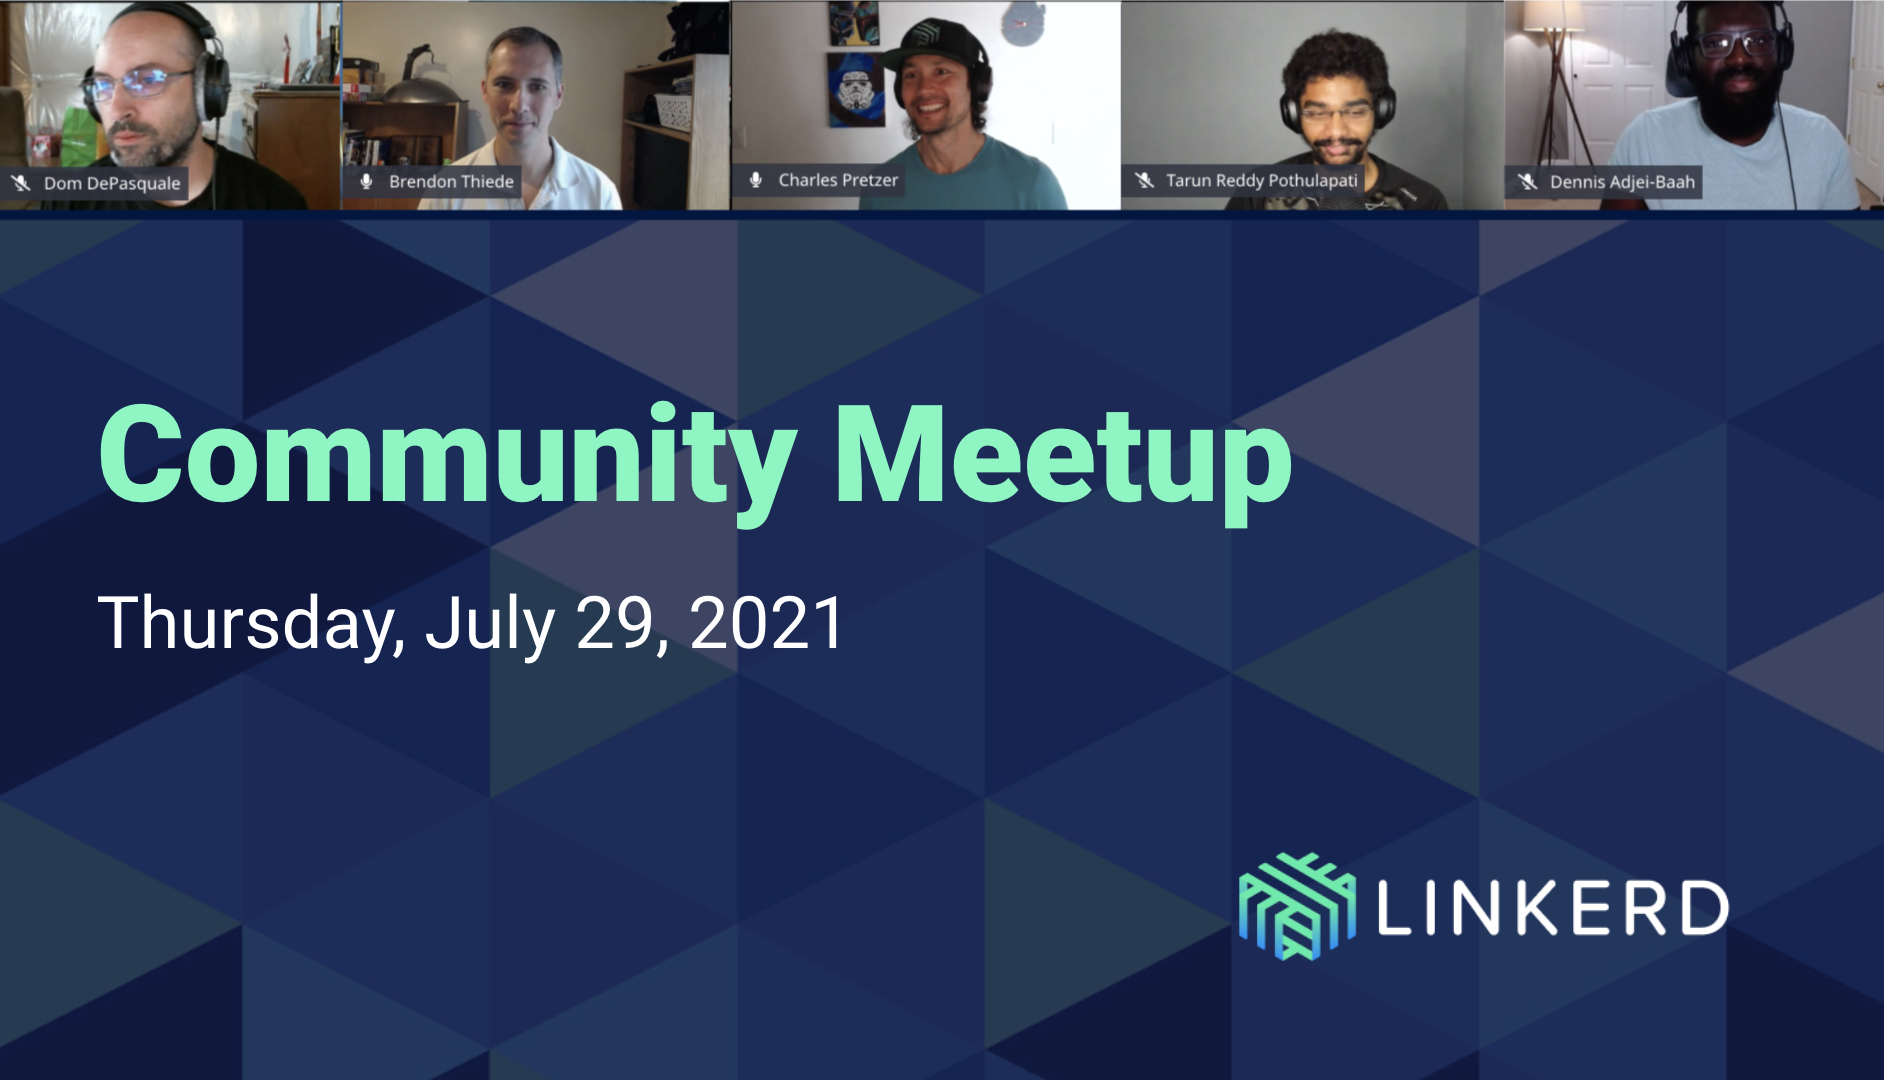 Dom DePasquale
Brendon Thiede
Charles Pretzer
Tarun Reddy Pothulapati
Dennis Adjei-Baah
Community Meetup
Thursday, July 29, 2021
LINKERD